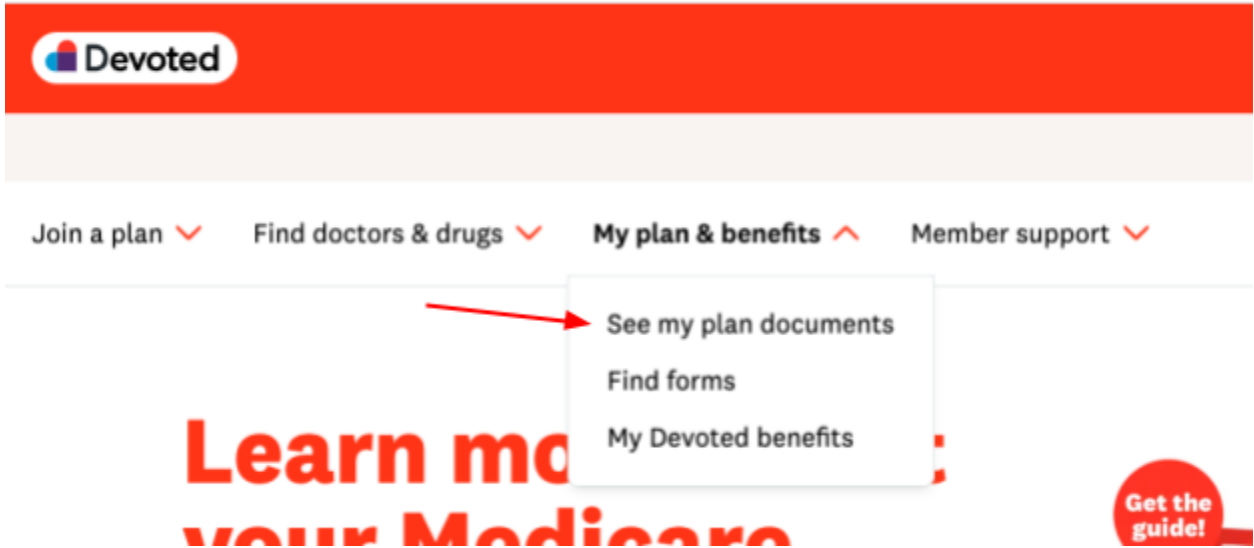 Devoted
Join a plan Find doctors & drugs My plan & benefits Member support
See my plan documents
Find forms
My Devoted benefits
Learn mo t
your Medicare
Get the
guide!